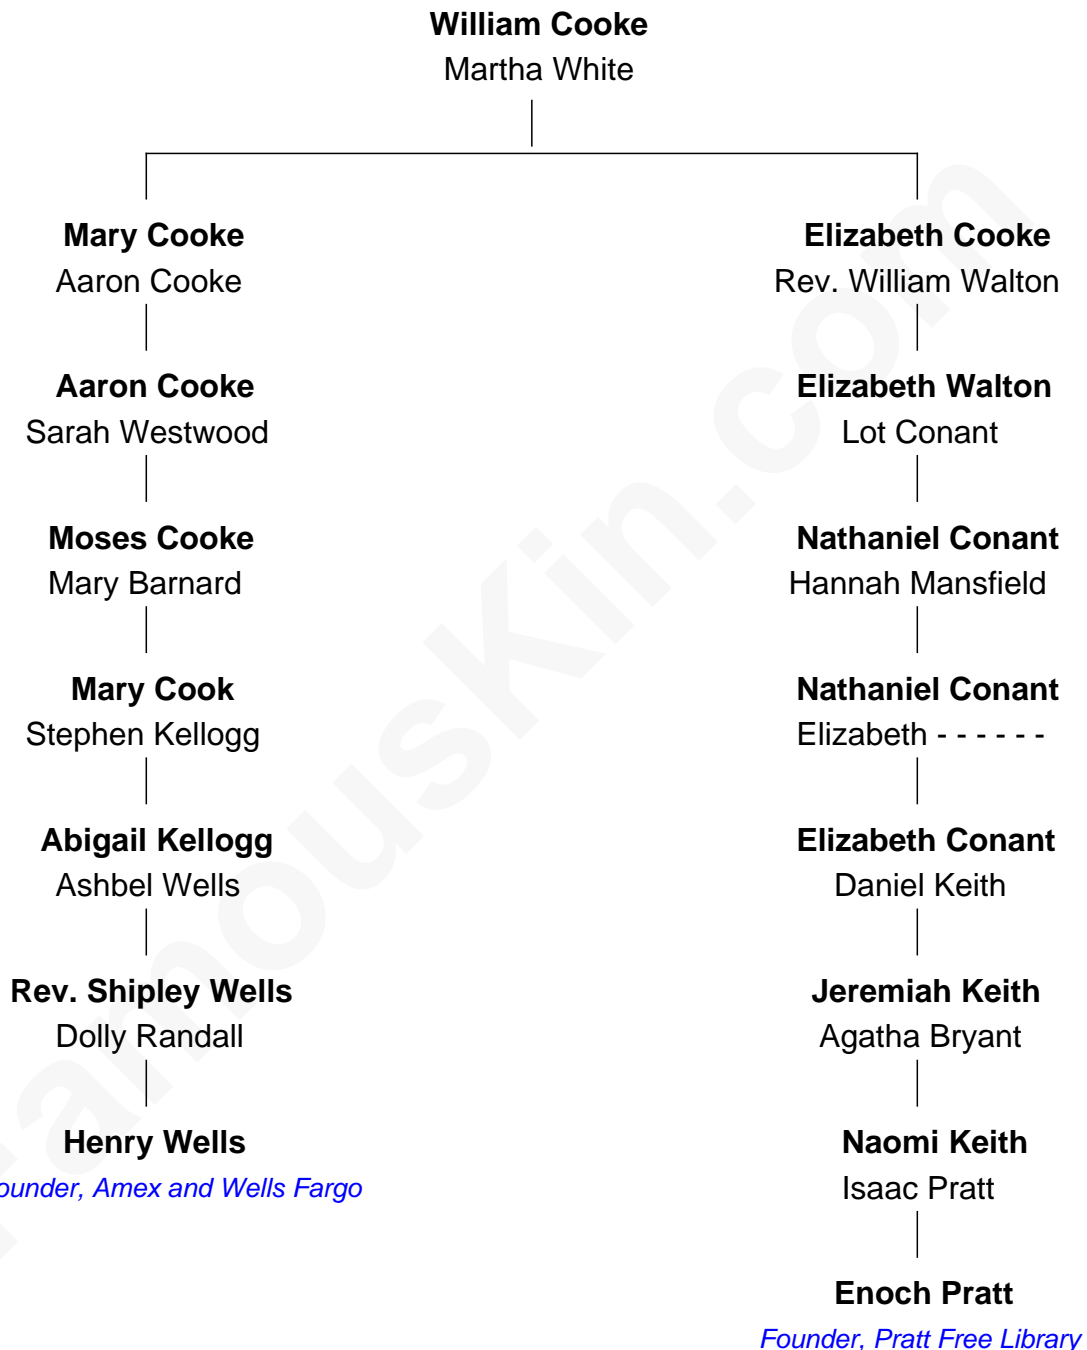 William Cooke
Martha White
Mary Cooke
Aaron Cooke
Aaron Cooke
Sarah Westwood
Moses Cooke
Mary Barnard
Mary Cook
Stephen Kellogg
Abigail Kellogg
Ashbel Wells
Rev. Shipley Wells
Dolly Randall
Henry Wells
ounder, Amex and Wells Fargo
Elizabeth Cooke
Rev. William Walton
Elizabeth Walton
Lot Conant
Nathaniel Conant
Hannah Mansfield
Nathaniel Conant
Elizabeth - - - - - -
Elizabeth Conant
Daniel Keith
Jeremiah Keith
Agatha Bryant
Naomi Keith
Isaac Pratt
Enoch Pratt
Founder, Pratt Free Library
FamousKin.com